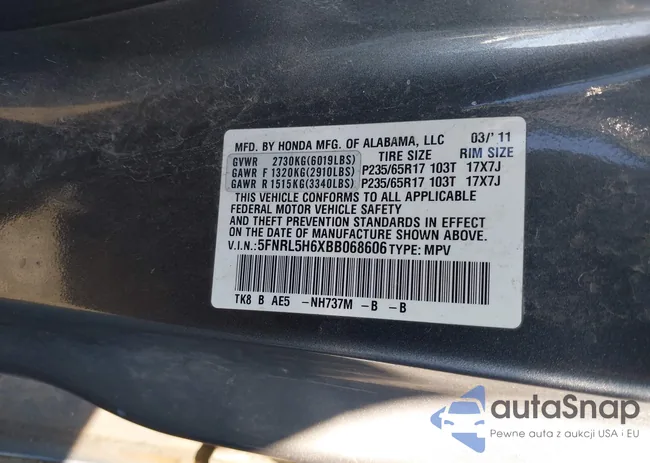 MFD. BY HONDA MFG. OF ALABAMA, LLC 03/'11
GVWR 2730KG(6019LBS) TIRE SIZE RIM SIZE
GAWR F 1320KG(2910LBS) P235/65R17 103T 17X7J
GAWR R 1515KG(3340LBS) P235/65R17 103T 17X7J
THIS VEHICLE CONFORMS TO ALL APPLICABLE
FEDERAL MOTOR VEHICLE SAFETY
AND THEFT PREVENTION STANDARDS IN EFFECT
ON THE DATE OF MANUFACTURE SHOWN ABOVE.
V.I.N.: 5FNRL5H6XBB068606 TYPE: MPV
TK8 B AE5 -NH737M -B -B
autaSnap
Pewne auta z aukcji USA i EU